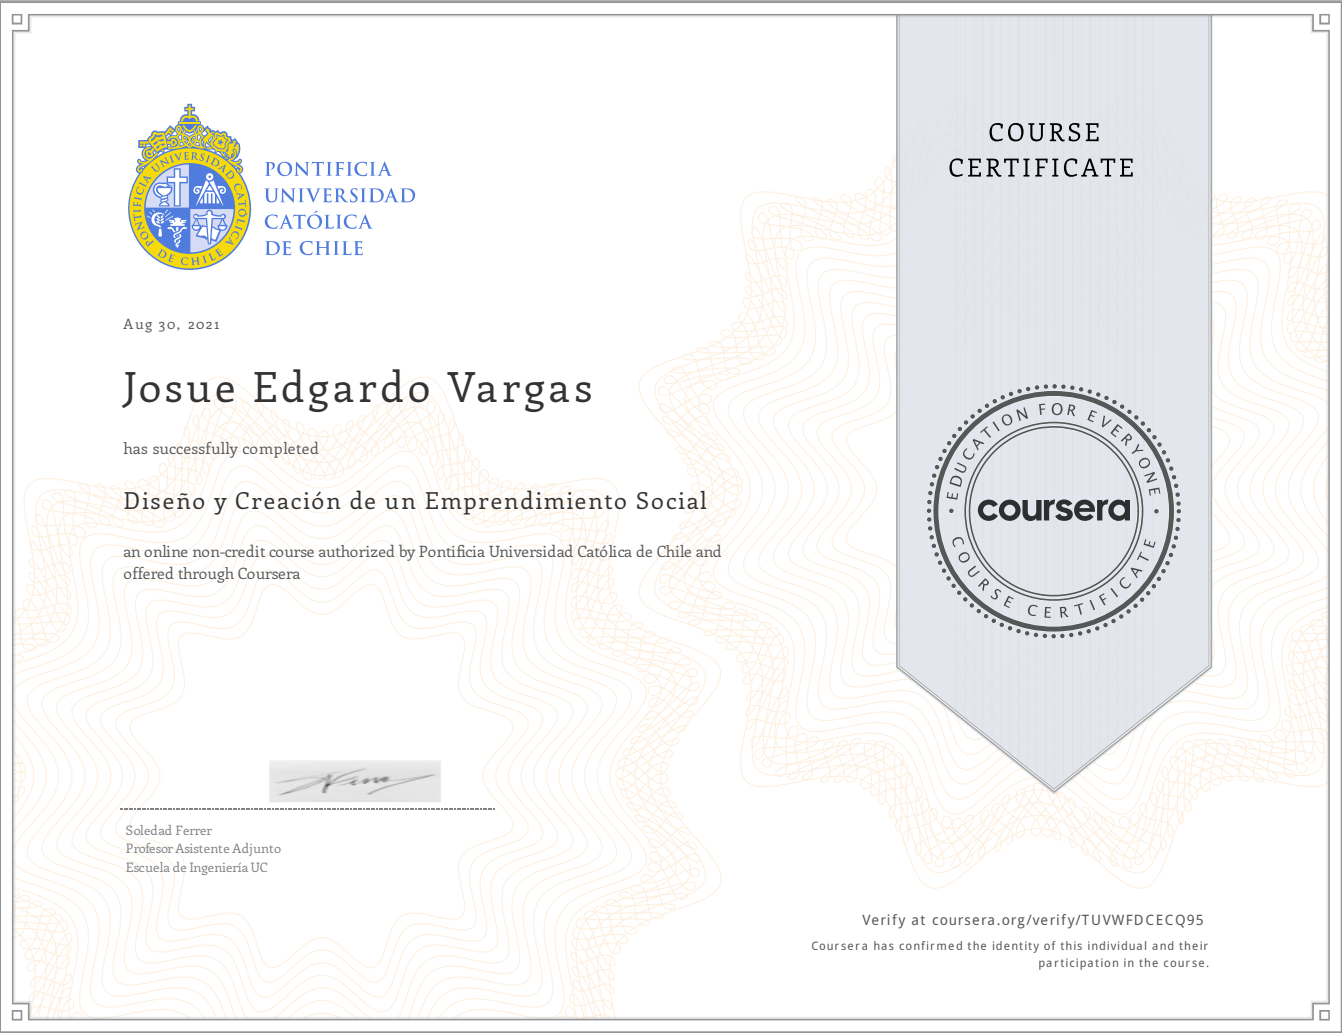 PONTIFICIA UNIVERSIDAD CATOLICA
DE CHILE
PONTIFICIA
UNIVERSIDAD
CATÓLICA
DE CHILE
COURSE
CERTIFICATE
Aug 30, 2021
Josue Edgardo Vargas
has successfully completed
Diseño y Creación de un Emprendimiento Social
an online non-credit course authorized by Pontificia Universidad Católica de Chile and
offered through Coursera
EDUCATION FOR EVERYONE
coursera
COURSE CERTIFICATE
Soledad Ferrer
Profesor Asistente Adjunto
Escuela de Ingeniería UC
Verify at coursera.org/verify/TUVWFDCECQ95
Coursera has confirmed the identity of this individual and their
participation in the course.